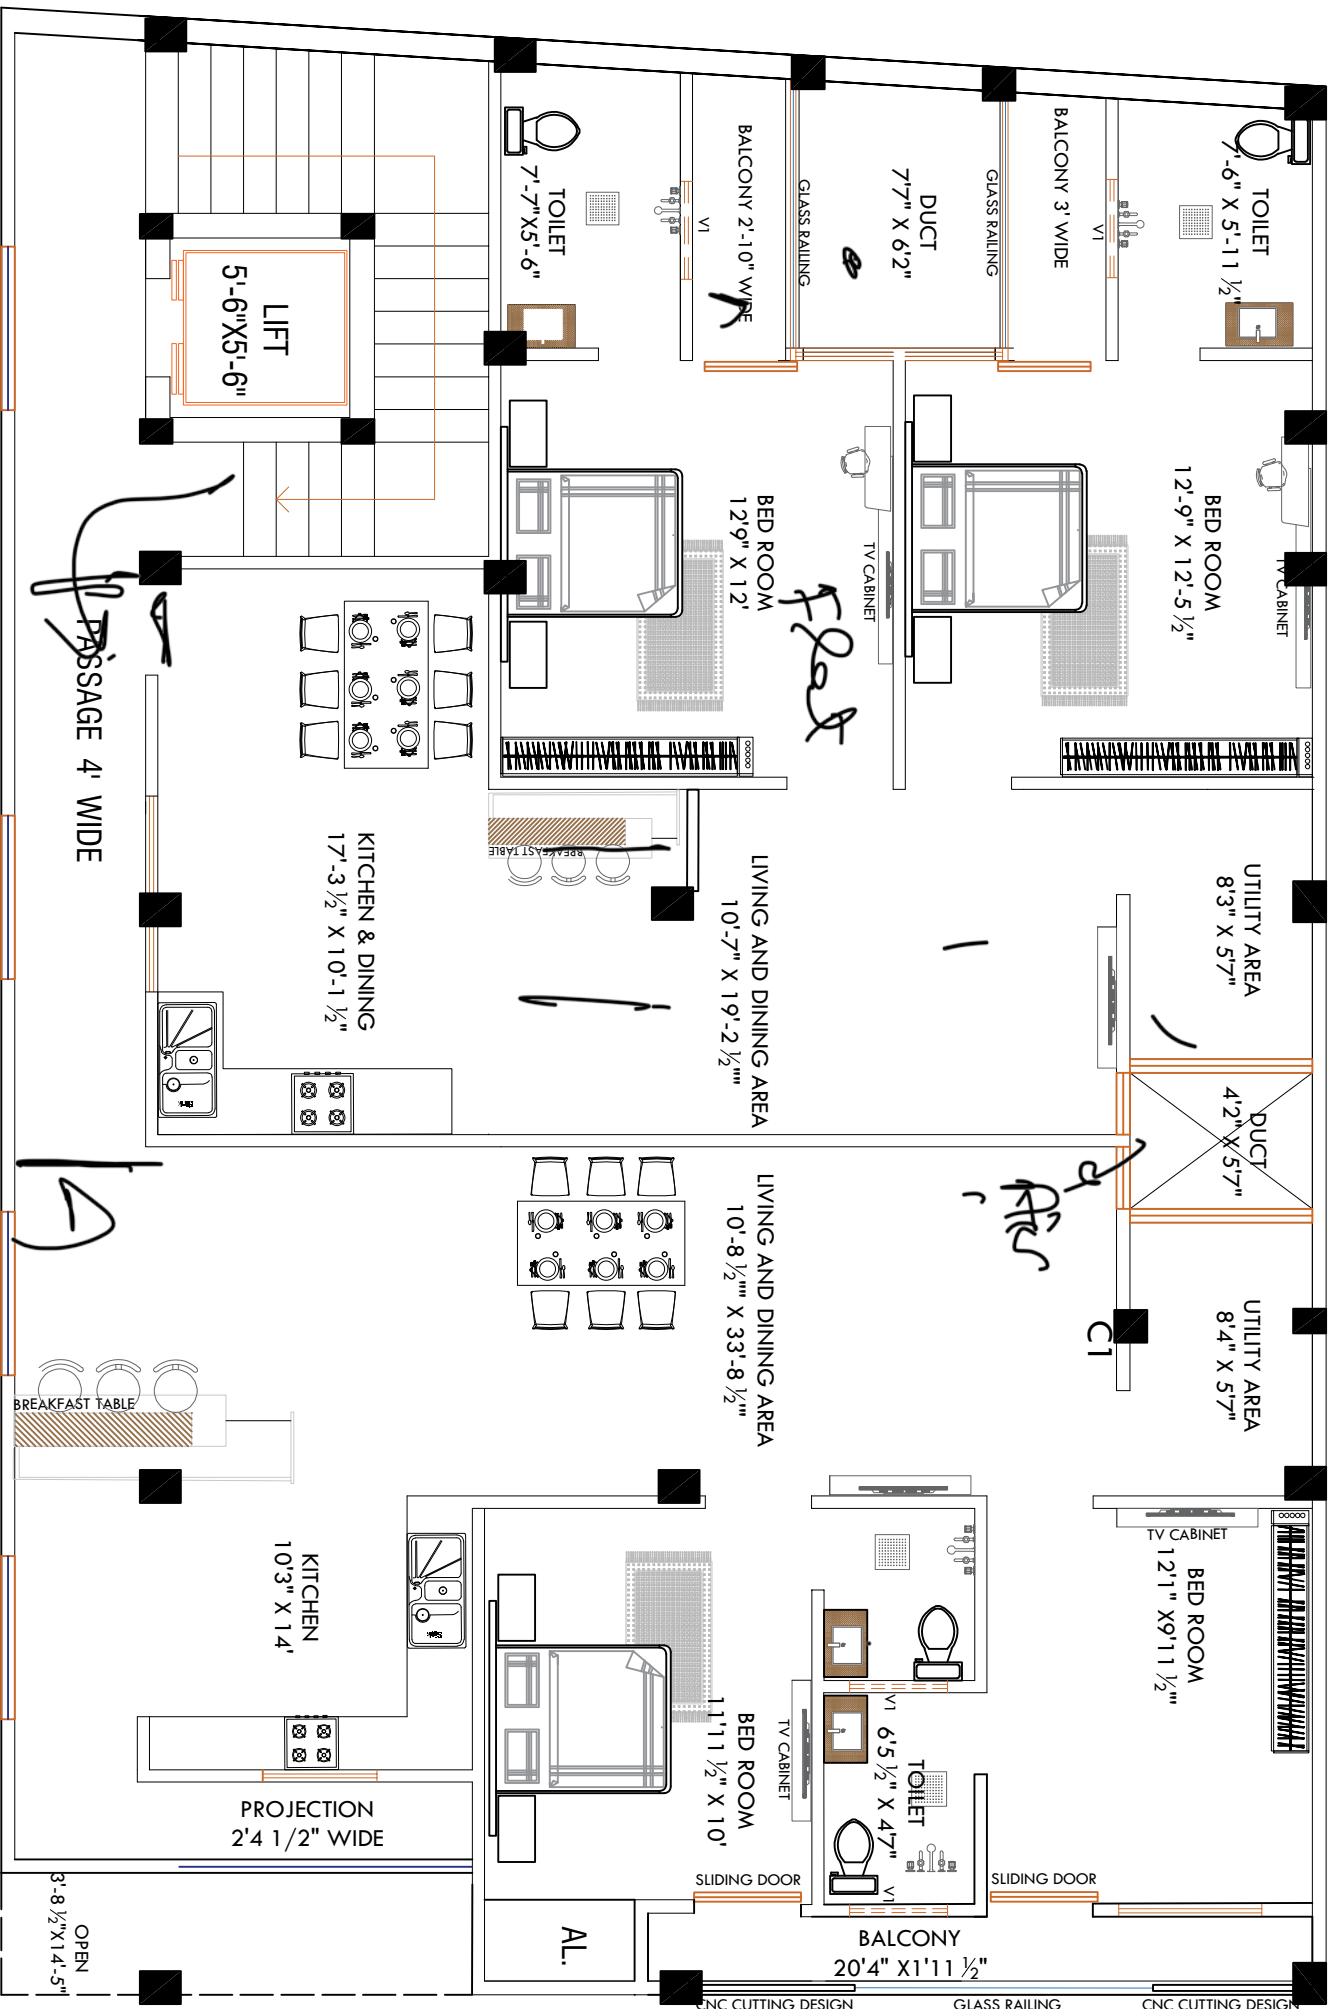 TOILET
7'-6" X 5'-11 ½"
BALCONY 3' WIDE
V1
GLASS RAILING
DUCT
7'7" X 6'2"
GLASS RAILING
BALCONY 2'-10" WIDE
V1
TOILET
7'-7"X5'-6"
LIFT
5'-6"X5'-6"
BED ROOM
12'-9" X 12'-5 ½"
TV CABINET
BED ROOM
12'9" X 12'
TV CABINET
Flat
PASSAGE 4' WIDE
UTILITY AREA
8'3" X 5'7"
LIVING AND DINING AREA
10'-7" X 19'-2 ½""
BREAKFAST TABLE
KITCHEN & DINING
17'-3 ½" X 10'-1 ½"
DUCT
4'2" X 5'7"
UTILITY AREA
8'4" X 5'7"
C1
LIVING AND DINING AREA
10'-8 ½"" X 33'-8 ½""
BREAKFAST TABLE
KITCHEN
10'3" X 14'
TV CABINET
BED ROOM
12'1" X9'11 ½""
V1
TOILET
6'5 ½" X 4'7"
V1
TV CABINET
BED ROOM
11'11 ½" X 10'
PROJECTION
2'4 1/2" WIDE
SLIDING DOOR
SLIDING DOOR
BALCONY
20'4" X1'11 ½"
AL.
OPEN
3'-8 ½"X14'-5"
CNC CUTTING DESIGN
GLASS RAILING
CNC CUTTING DESIGN